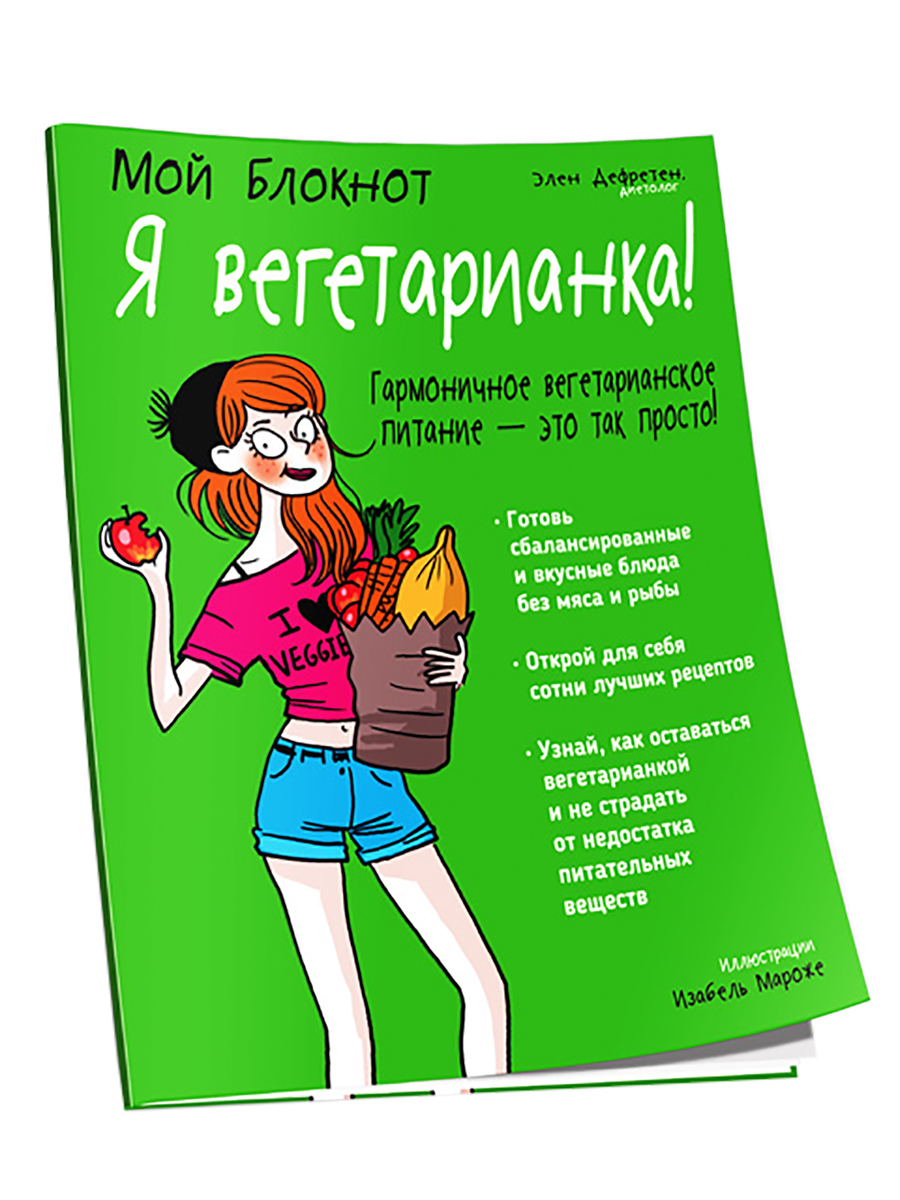 Мой Блокнот
Элен Дефретен,
диетолог
Я вегетарианка!
Гармоничное вегетарианское
питание — это так просто!
• Готовь
сбалансированные
и вкусные блюда
без мяса и рыбы
• Открой для себя
сотни лучших рецептов
• Узнай, как оставаться
вегетарианкой
и не страдать
от недостатка
питательных
веществ
I ♥
VEGGIE
Иллюстрации
Изабель Мароже